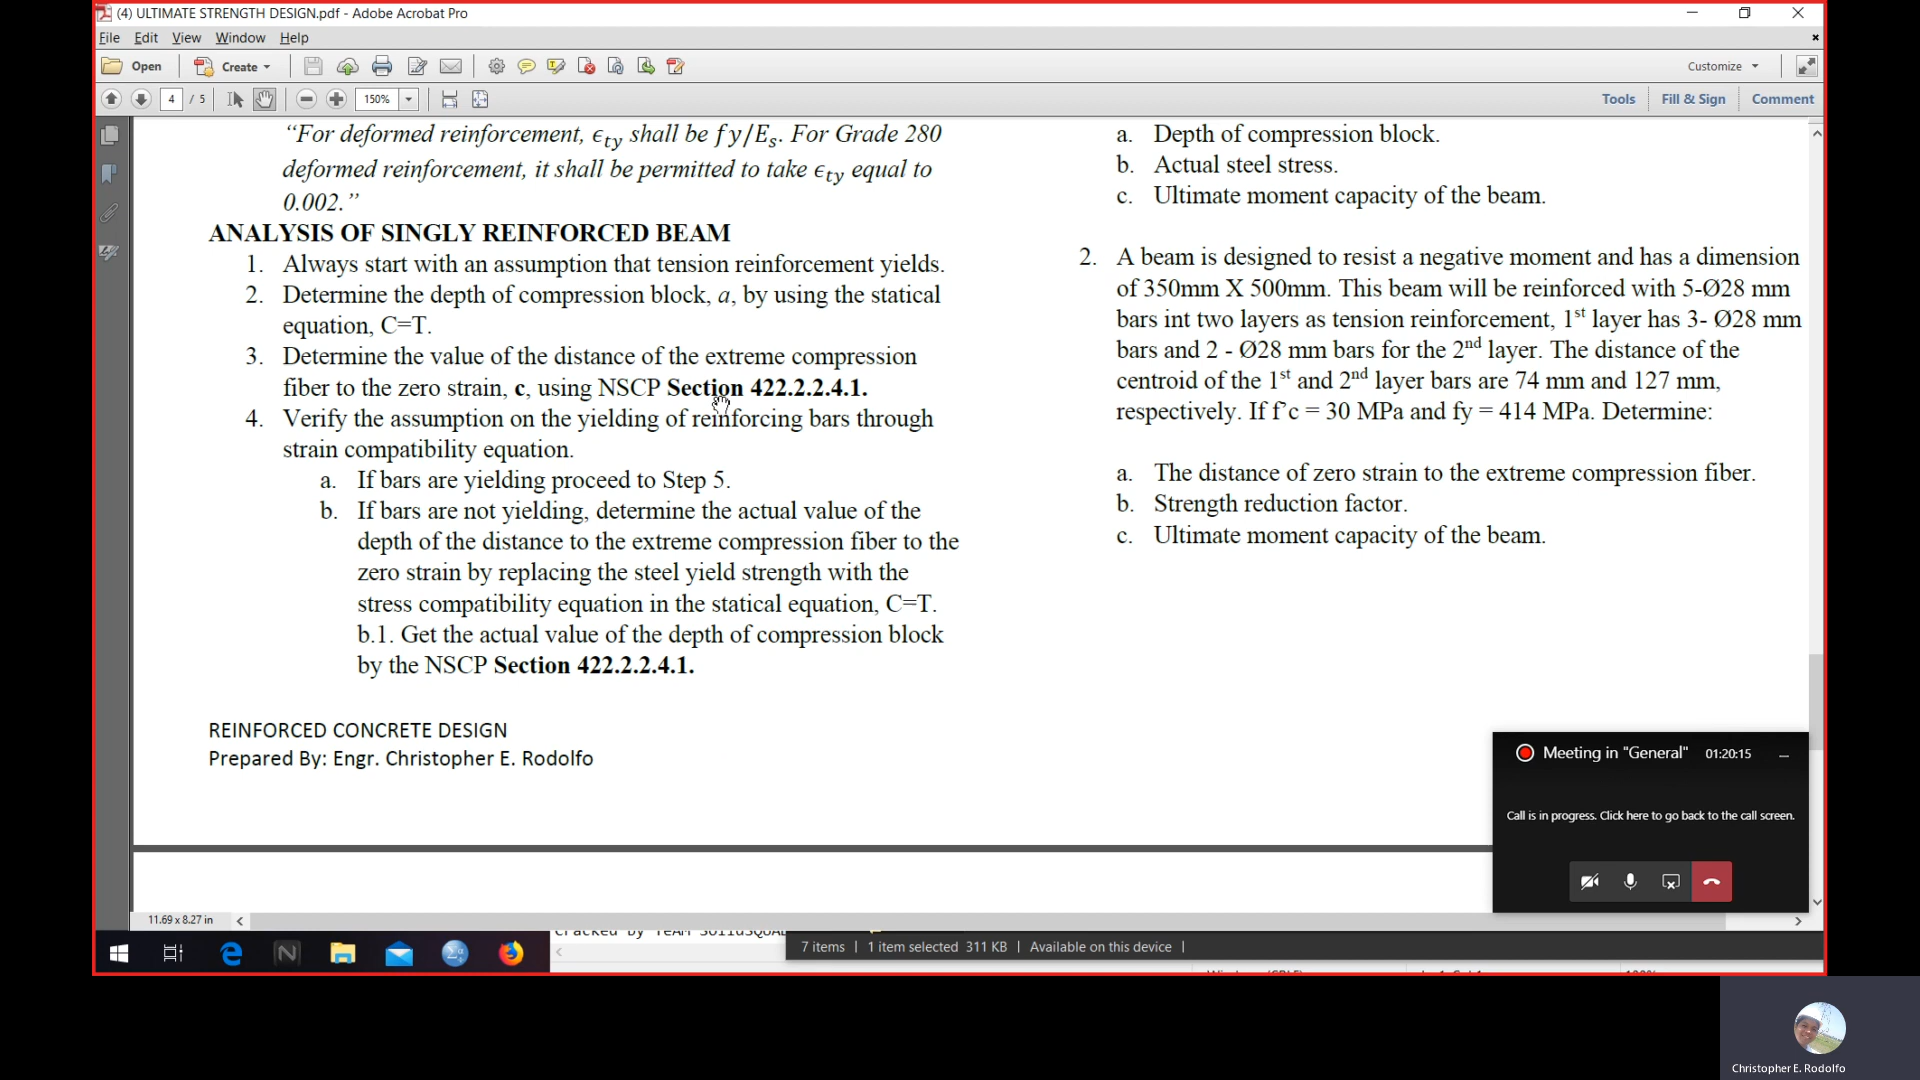 (4) ULTIMATE STRENGTH DESIGN.pdf - Adobe Acrobat Pro
File Edit View Window Help
Open Create Customize
4 / 5 150% Tools Fill & Sign Comment
“For deformed reinforcement, ϵty shall be fy/Es. For Grade 280
deformed reinforcement, it shall be permitted to take ϵty equal to
0.002.”
ANALYSIS OF SINGLY REINFORCED BEAM
1. Always start with an assumption that tension reinforcement yields.
2. Determine the depth of compression block, a, by using the statical
equation, C=T.
3. Determine the value of the distance of the extreme compression
fiber to the zero strain, c, using NSCP Section 422.2.2.4.1.
4. Verify the assumption on the yielding of reinforcing bars through
strain compatibility equation.
a. If bars are yielding proceed to Step 5.
b. If bars are not yielding, determine the actual value of the
depth of the distance to the extreme compression fiber to the
zero strain by replacing the steel yield strength with the
stress compatibility equation in the statical equation, C=T.
b.1. Get the actual value of the depth of compression block
by the NSCP Section 422.2.2.4.1.
REINFORCED CONCRETE DESIGN
Prepared By: Engr. Christopher E. Rodolfo
a. Depth of compression block.
b. Actual steel stress.
c. Ultimate moment capacity of the beam.
2. A beam is designed to resist a negative moment and has a dimension
of 350mm X 500mm. This beam will be reinforced with 5-Ø28 mm
bars int two layers as tension reinforcement, 1st layer has 3- Ø28 mm
bars and 2 - Ø28 mm bars for the 2nd layer. The distance of the
centroid of the 1st and 2nd layer bars are 74 mm and 127 mm,
respectively. If f’c = 30 MPa and fy = 414 MPa. Determine:
a. The distance of zero strain to the extreme compression fiber.
b. Strength reduction factor.
c. Ultimate moment capacity of the beam.
Meeting in "General" 01:20:15
Call is in progress. Click here to go back to the call screen.
11.69 x 8.27 in
7 items 1 item selected 311 KB Available on this device
Christopher E. Rodolfo